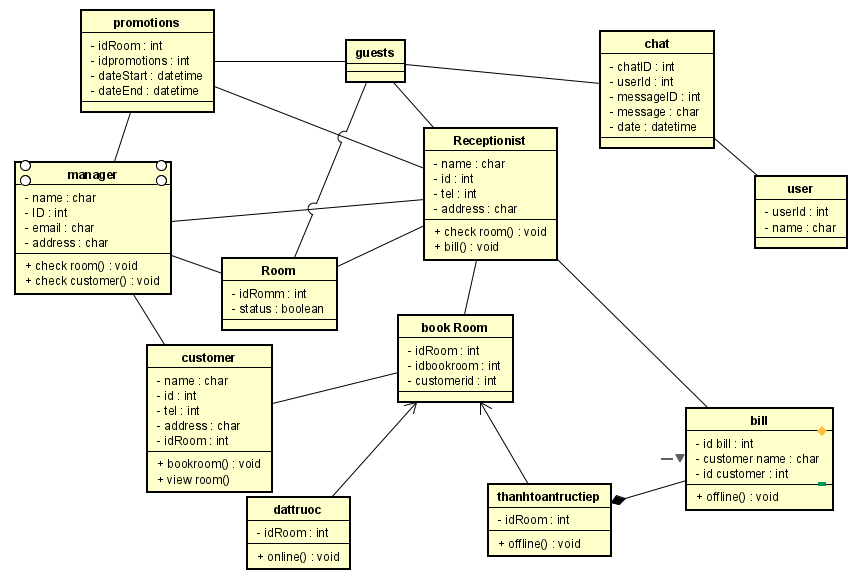 promotions
- idRoom : int
- idpromotions : int
- dateStart : datetime
- dateEnd : datetime
guests
chat
- chatID : int
- userId : int
- messageID : int
- message : char
- date : datetime
Receptionist
- name : char
- id : int
- tel : int
- address : char
+ check room() : void
+ bill() : void
manager
- name : char
- ID : int
- email : char
- address : char
+ check room() : void
+ check customer() : void
user
- userId : int
- name : char
Room
- idRomm : int
- status : boolean
book Room
- idRoom : int
- idbookroom : int
- customerid : int
customer
- name : char
- id : int
- tel : int
- address : char
- idRoom : int
+ bookroom() : void
+ view room()
bill
- id bill : int
- customer name : char
- id customer : int
+ offline() : void
dattruoc
- idRoom : int
+ online() : void
thanhtoantructiep
- idRoom : int
+ offline() : void